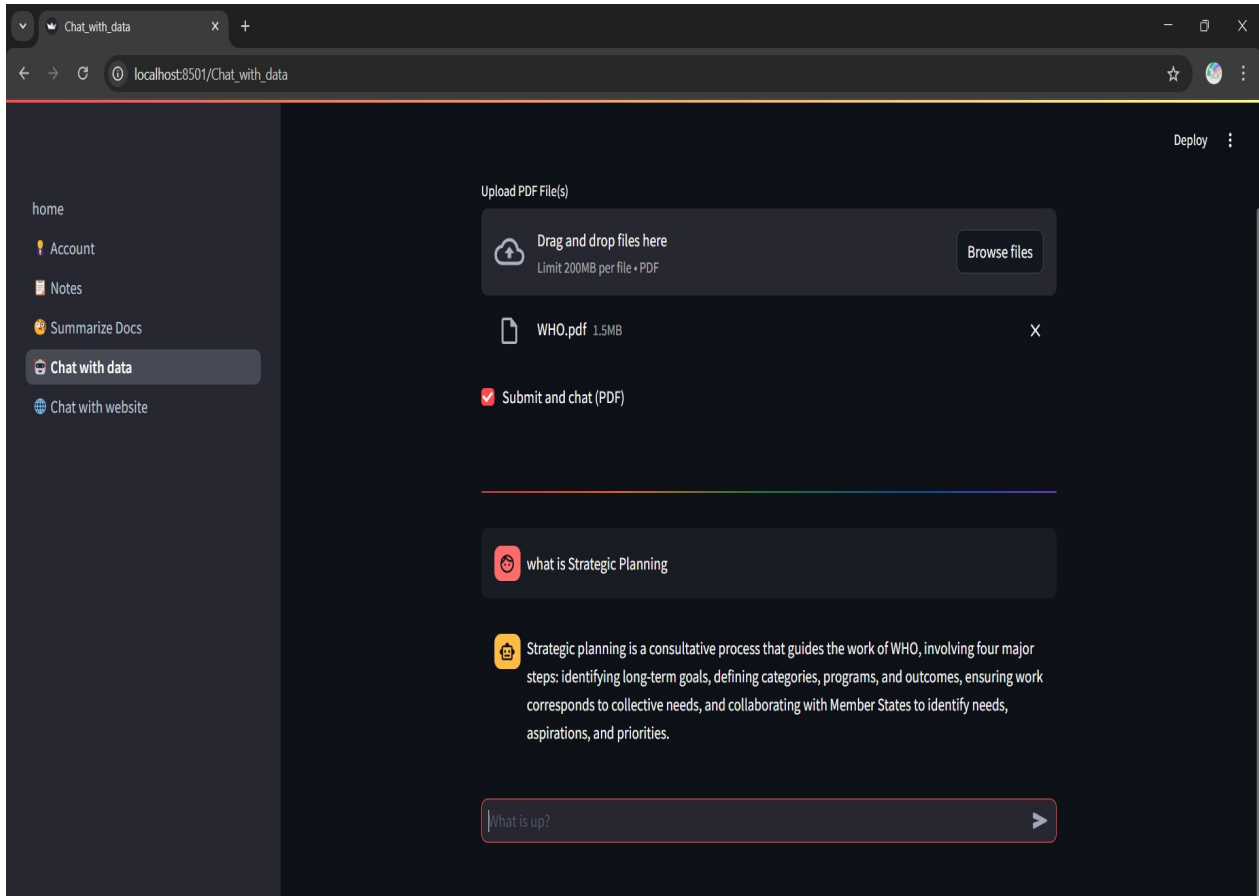 Chat_with_data
localhost:8501/Chat_with_data
Deploy
home
Account
Notes
Summarize Docs
Chat with data
Chat with website
Upload PDF File(s)
Drag and drop files here
Limit 200MB per file • PDF
Browse files
WHO.pdf 1.5MB
Submit and chat (PDF)
what is Strategic Planning
Strategic planning is a consultative process that guides the work of WHO, involving four major
steps: identifying long-term goals, defining categories, programs, and outcomes, ensuring work
corresponds to collective needs, and collaborating with Member States to identify needs,
aspirations, and priorities.
What is up?